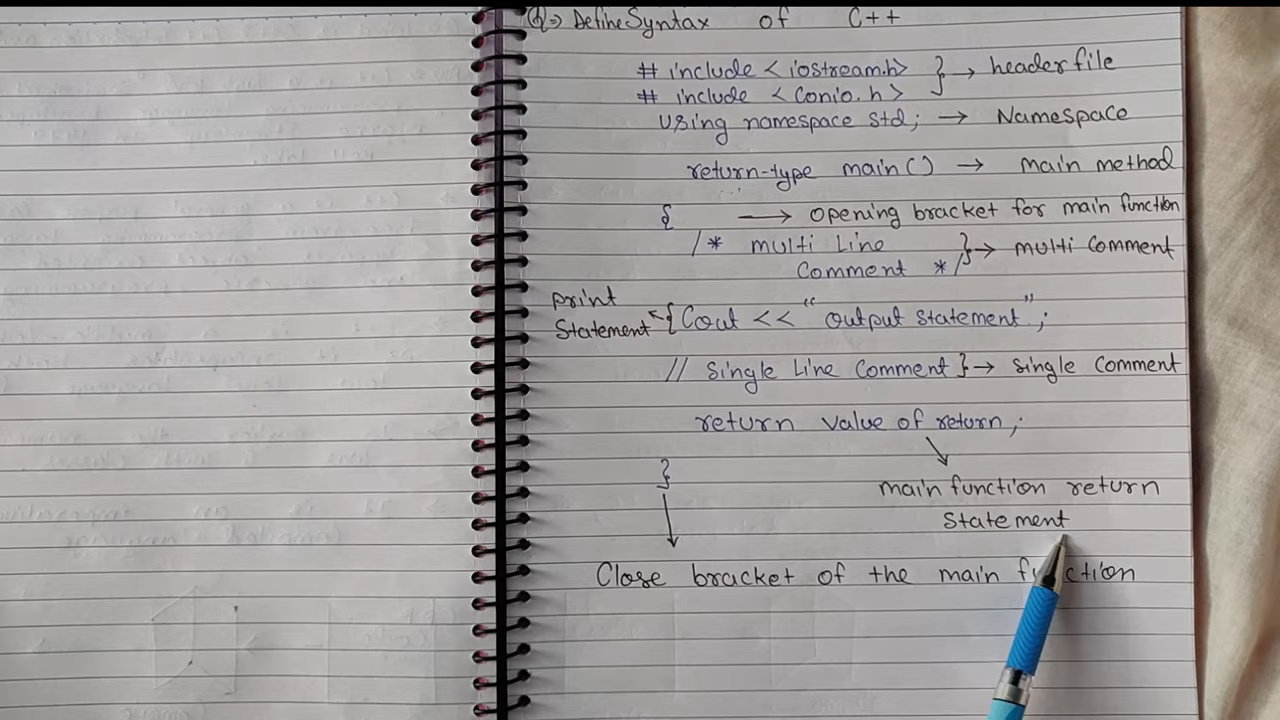 Q⇒ Define Syntax of C++
# include <iostream.h> } → header file
# include <Conio.h>
using namespace std; → Namespace
return-type main() → main method
{ → opening bracket for main function
/* multi Line } → multi Comment
Comment */
print
Statement ← { Cout << "output statement";
// Single Line Comment } → Single Comment
return value of return;
main function return
Statement
}
Close bracket of the main function